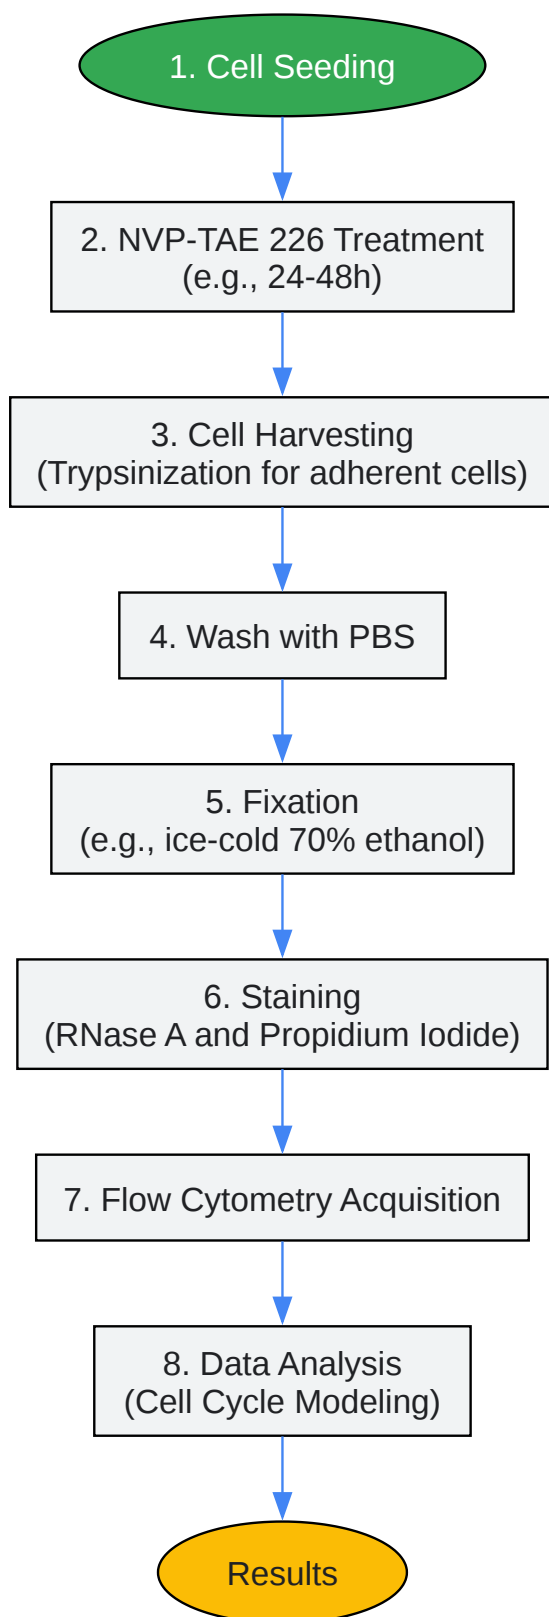 1. Cell Seeding
2. NVP-TAE 226 Treatment
(e.g., 24-48h)
3. Cell Harvesting
(Trypsinization for adherent cells)
4. Wash with PBS
5. Fixation
(e.g., ice-cold 70% ethanol)
6. Staining
(RNase A and Propidium Iodide)
7. Flow Cytometry Acquisition
8. Data Analysis
(Cell Cycle Modeling)
Results